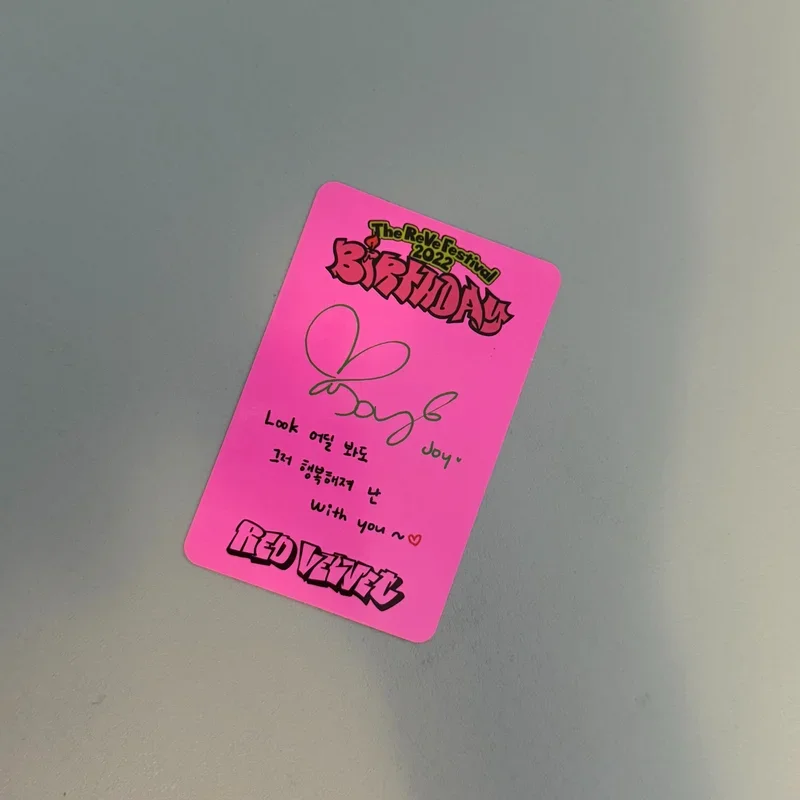 The ReVe Festival
2022
BiRTHDAY
Joy
Joy
Look 어딜 봐도
그저 행복해져 난
with you ~ ♡
RED VELVET